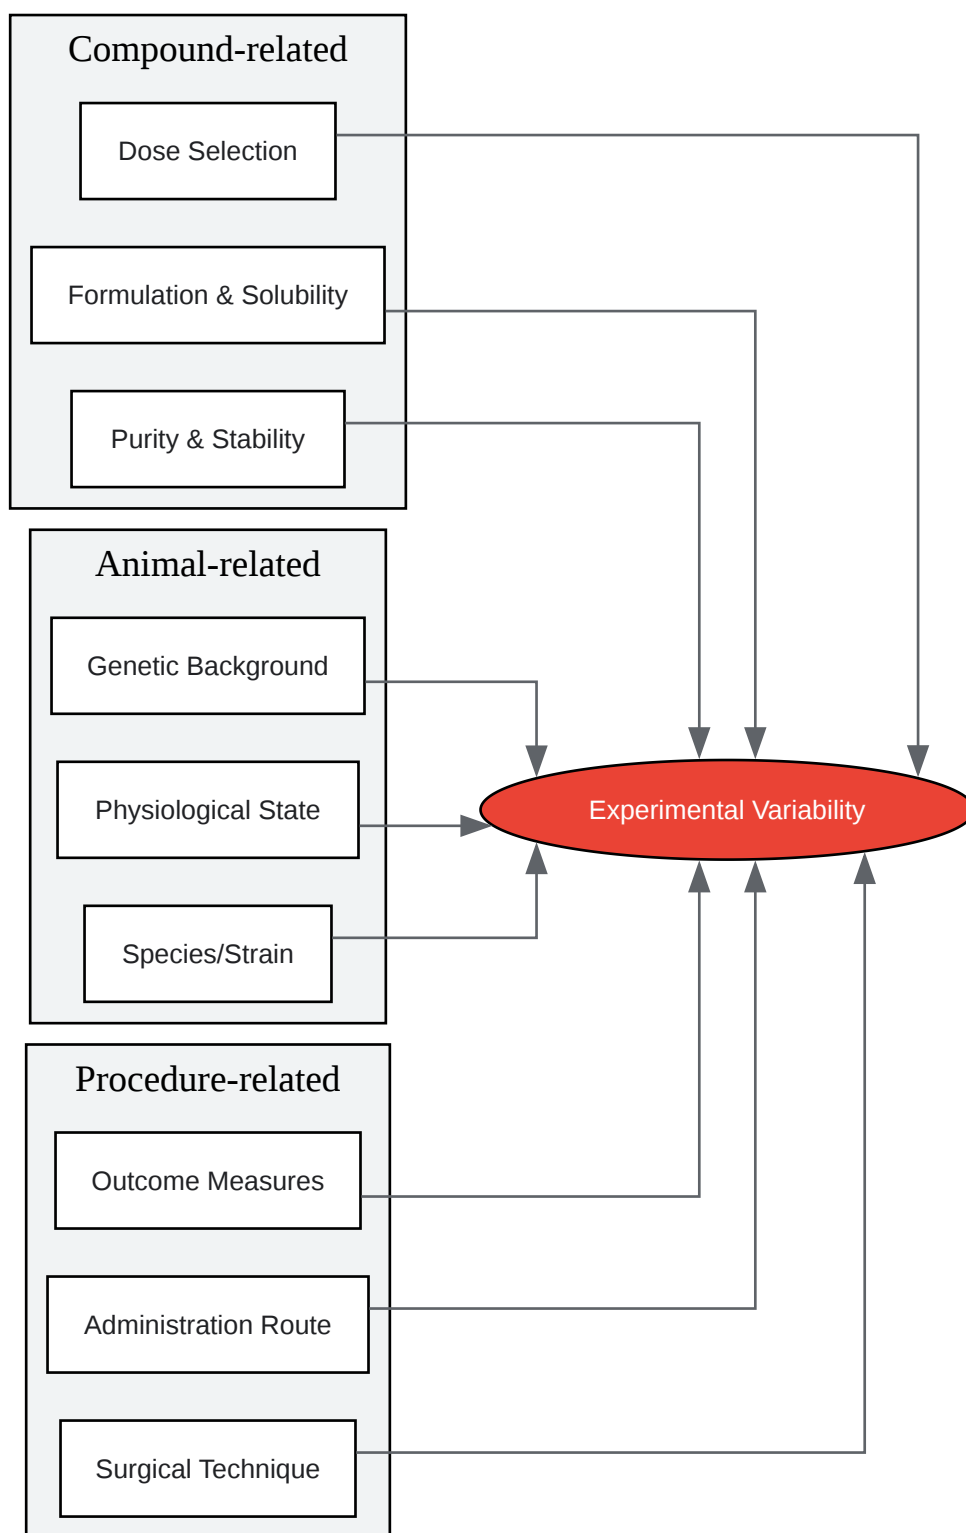 Compound-related
Dose Selection
Formulation & Solubility
Purity & Stability
Animal-related
Genetic Background
Physiological State
Species/Strain
Experimental Variability
Procedure-related
Outcome Measures
Administration Route
Surgical Technique